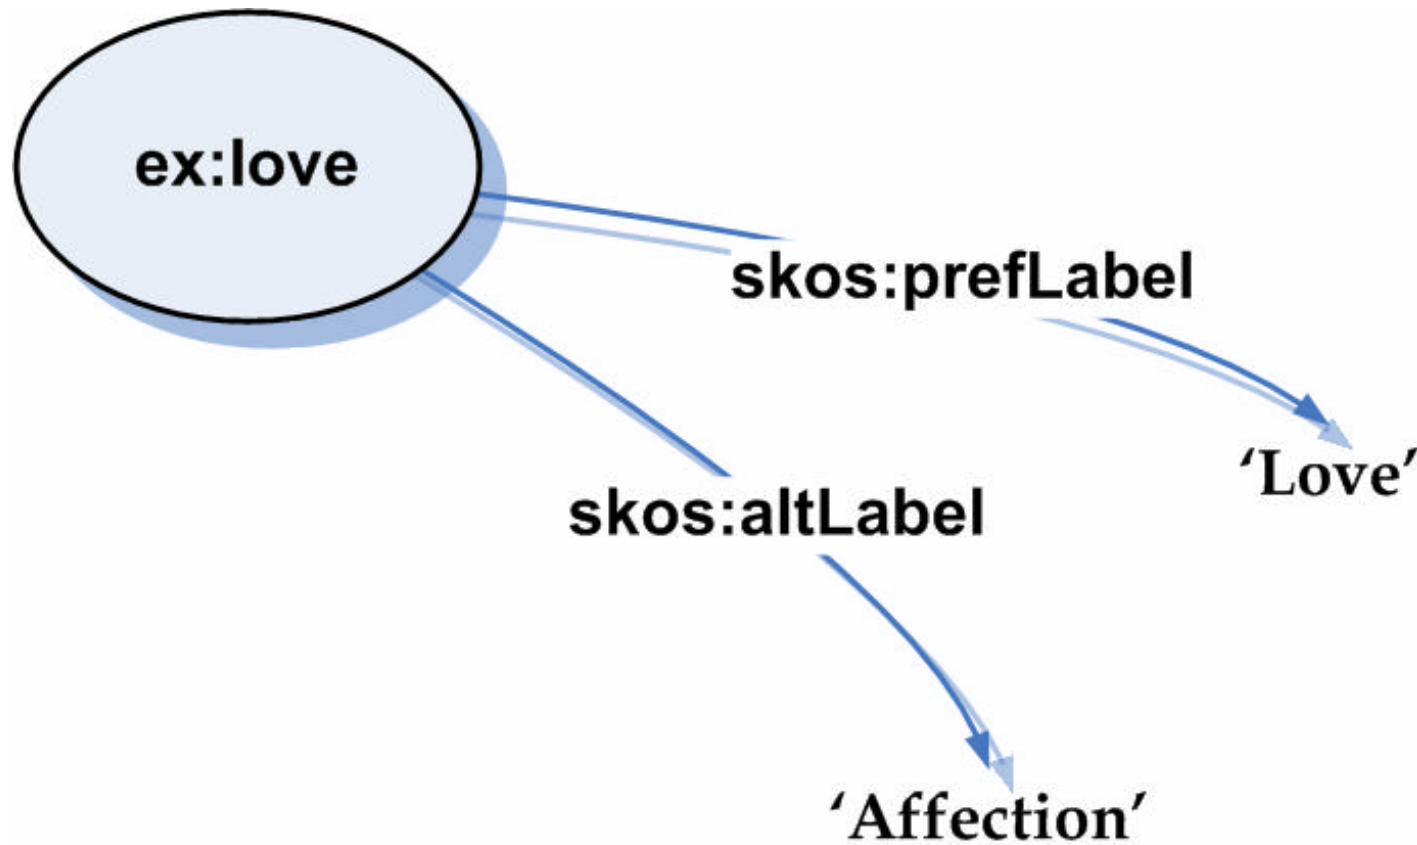 ex:love
skos:prefLabel
‘Love’
skos:altLabel
‘Affection’